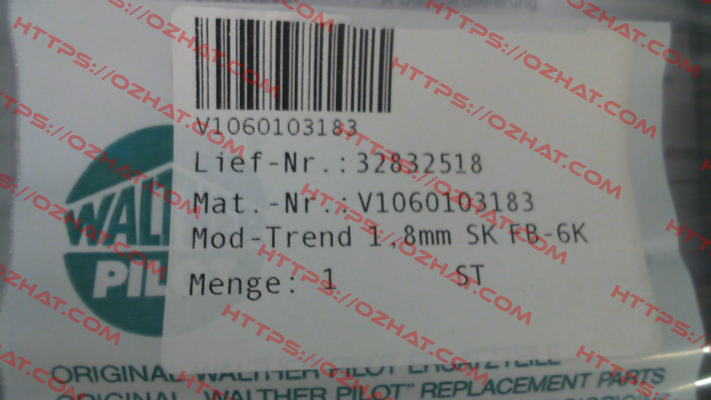 V1060103183
Lief-Nr.:32832518
Mat.-Nr.:V1060103183
Mod-Trend 1,8mm SK FB-6K
Menge: 1 ST
WALTHER
PILOT
ORIGINAL WALTHER PILOT ERSATZTEILE
ORIGINAL „WALTHER PILOT" REPLACEMENT PARTS
HTTPS://OZHAT.COM